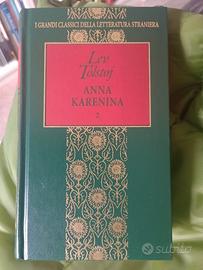 I GRANDI CLASSICI DELLA LETTERATURA STRANIERA
Lev
Tolstoj
ANNA
KARENINA
2
subito